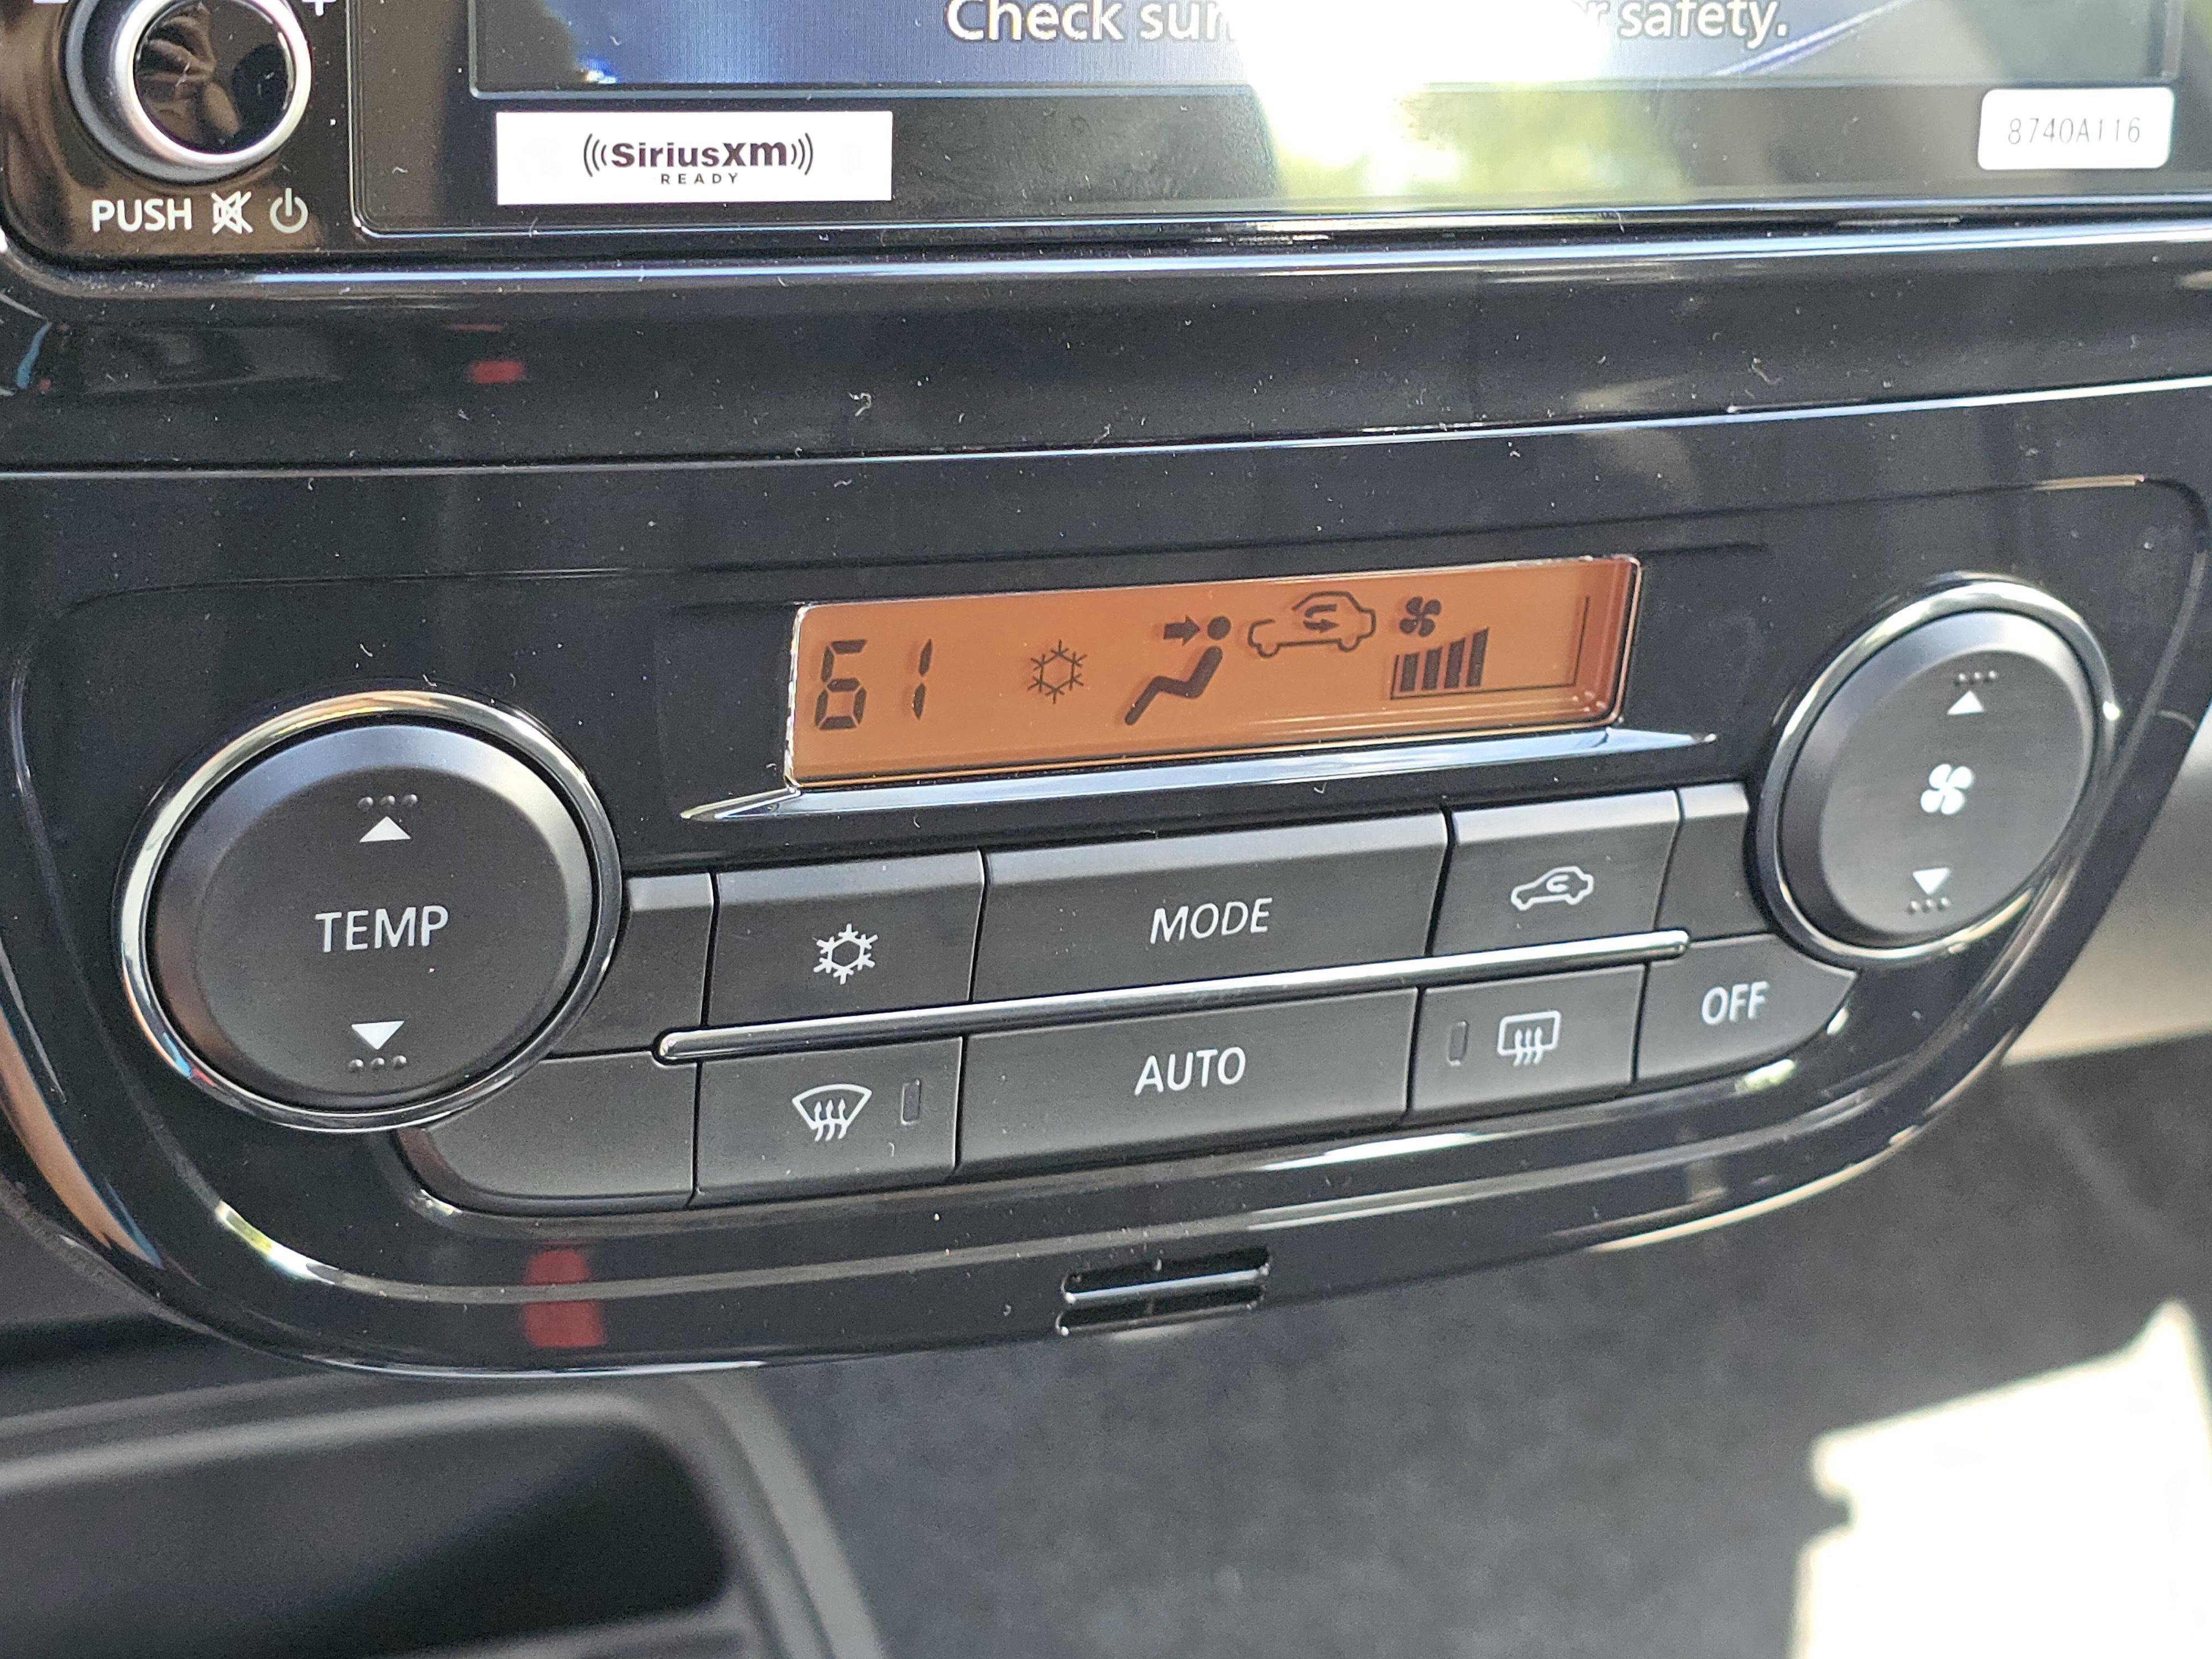 Check sur
safety.
((SiriusXM))
READY
8740A116
PUSH
61
TEMP
MODE
AUTO
OFF